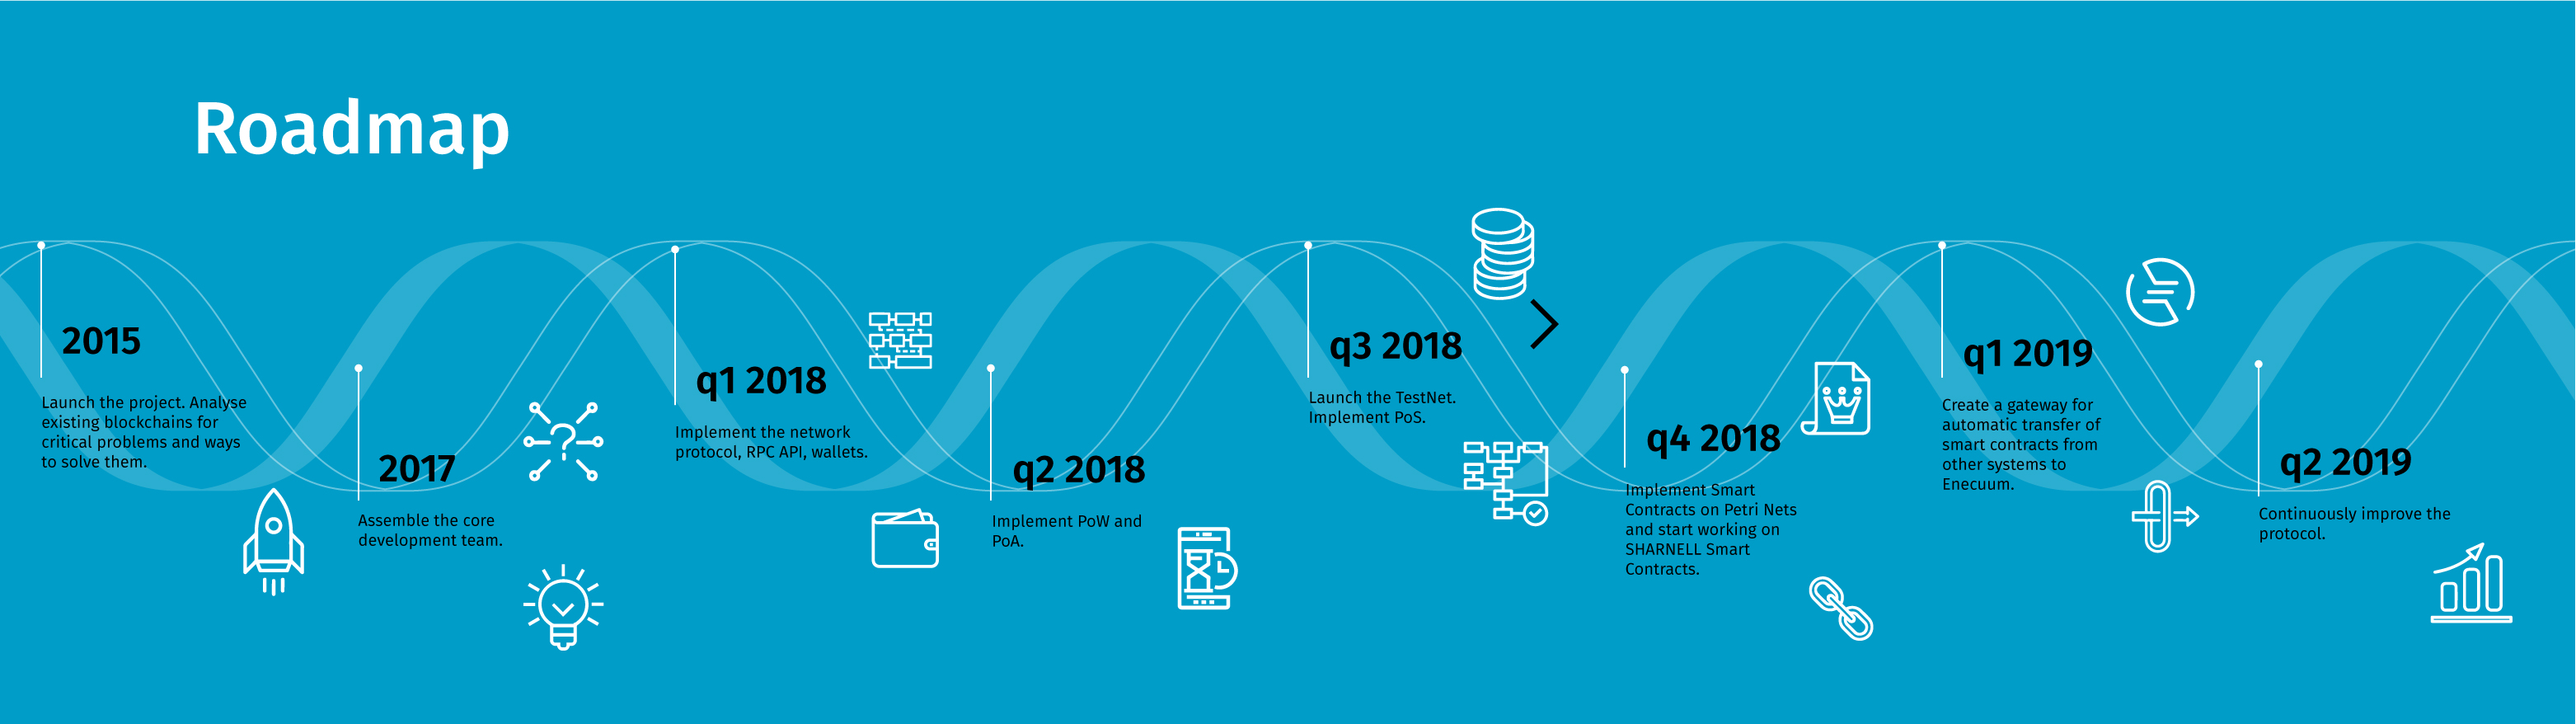 Roadmap
2015
Launch the project. Analyse
existing blockchains for
critical problems and ways
to solve them.
2017
Assemble the core
development team.
q1 2018
Implement the network
protocol, RPC API, wallets.
q2 2018
Implement PoW and
PoA.
q3 2018
Launch the TestNet.
Implement PoS.
q4 2018
Implement Smart
Contracts on Petri Nets
and start working on
SHARNELL Smart
Contracts.
q1 2019
Create a gateway for
automatic transfer of
smart contracts from
other systems to
Enecuum.
q2 2019
Continuously improve the
protocol.